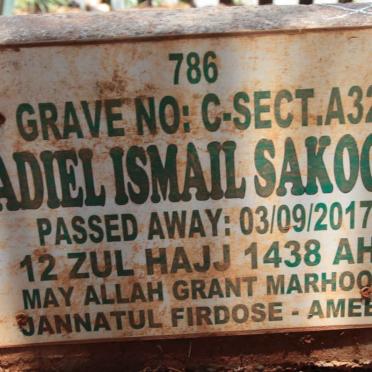 786
GRAVE NO: C-SECT.A32
ADIEL ISMAIL SAKOO
PASSED AWAY: 03/09/2017
12 ZUL HAJJ 1438 AH
MAY ALLAH GRANT MARHOO
JANNATUL FIRDOSE - AMEE